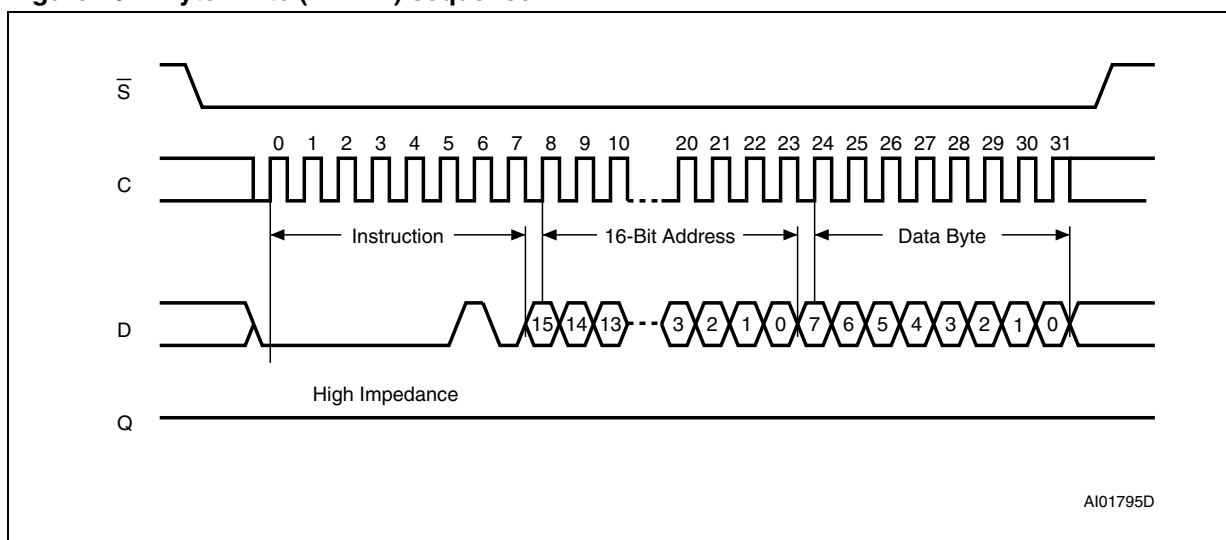 S
0 1 2 3 4 5 6 7 8 9 10 20 21 22 23 24 25 26 27 28 29 30 31
C
Instruction 16-Bit Address Data Byte
D 15 14 13 3 2 1 0 7 6 5 4 3 2 1 0
High Impedance
Q
AI01795D